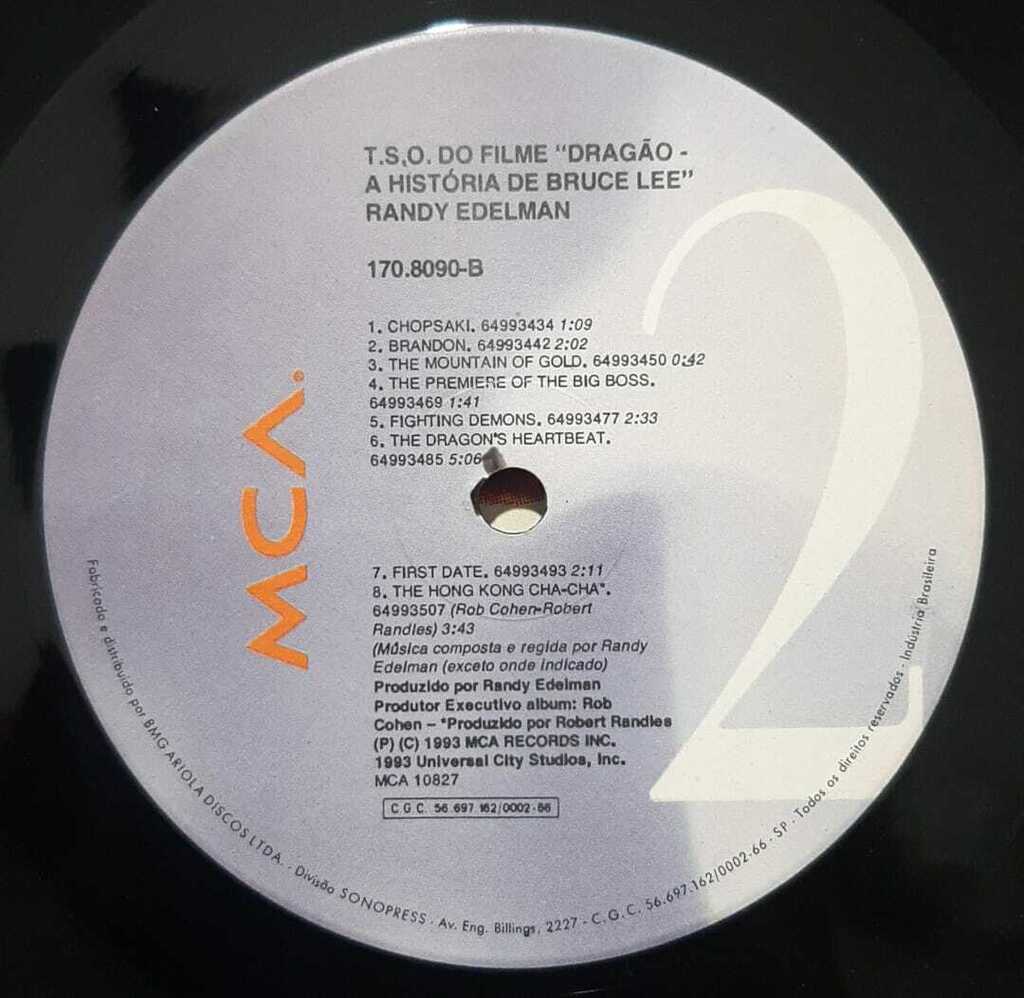 T.S.O. DO FILME "DRAGÃO -
A HISTÓRIA DE BRUCE LEE"
RANDY EDELMAN
170.8090-B
1. CHOPSAKI. 64993434 1:09
2. BRANDON. 64993442 2:02
3. THE MOUNTAIN OF GOLD. 64993450 0:42
4. THE PREMIERE OF THE BIG BOSS.
64993469 1:41
5. FIGHTING DEMONS. 64993477 2:33
6. THE DRAGON'S HEARTBEAT.
64993485 5:06
MCA®
2
7. FIRST DATE. 64993493 2:11
8. THE HONG KONG CHA-CHA*.
64993507 (Rob Cohen-Robert
Randles) 3:43
(Música composta e regida por Randy
Edelman (exceto onde indicado)
Produzido por Randy Edelman
Produtor Executivo album: Rob
Cohen – *Produzido por Robert Randles
(P) (C) 1993 MCA RECORDS INC.
1993 Universal City Studios, Inc.
MCA 10827
C.G.C. 56 697 162/0002-66
Fabricado e distribuído por BMG ARIOLA DISCOS LTDA. - Divisão SONOPRESS - Av. Eng. Billings, 2227 - C.G.C. 56.697.162/0002-66 - SP - Todos os direitos reservados - Indústria Brasileira